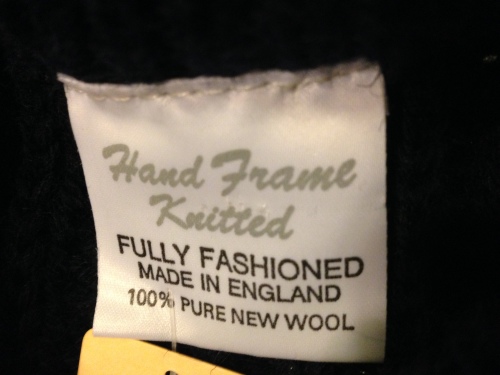 Hand Frame
Knitted
FULLY FASHIONED
MADE IN ENGLAND
100% PURE NEW WOOL